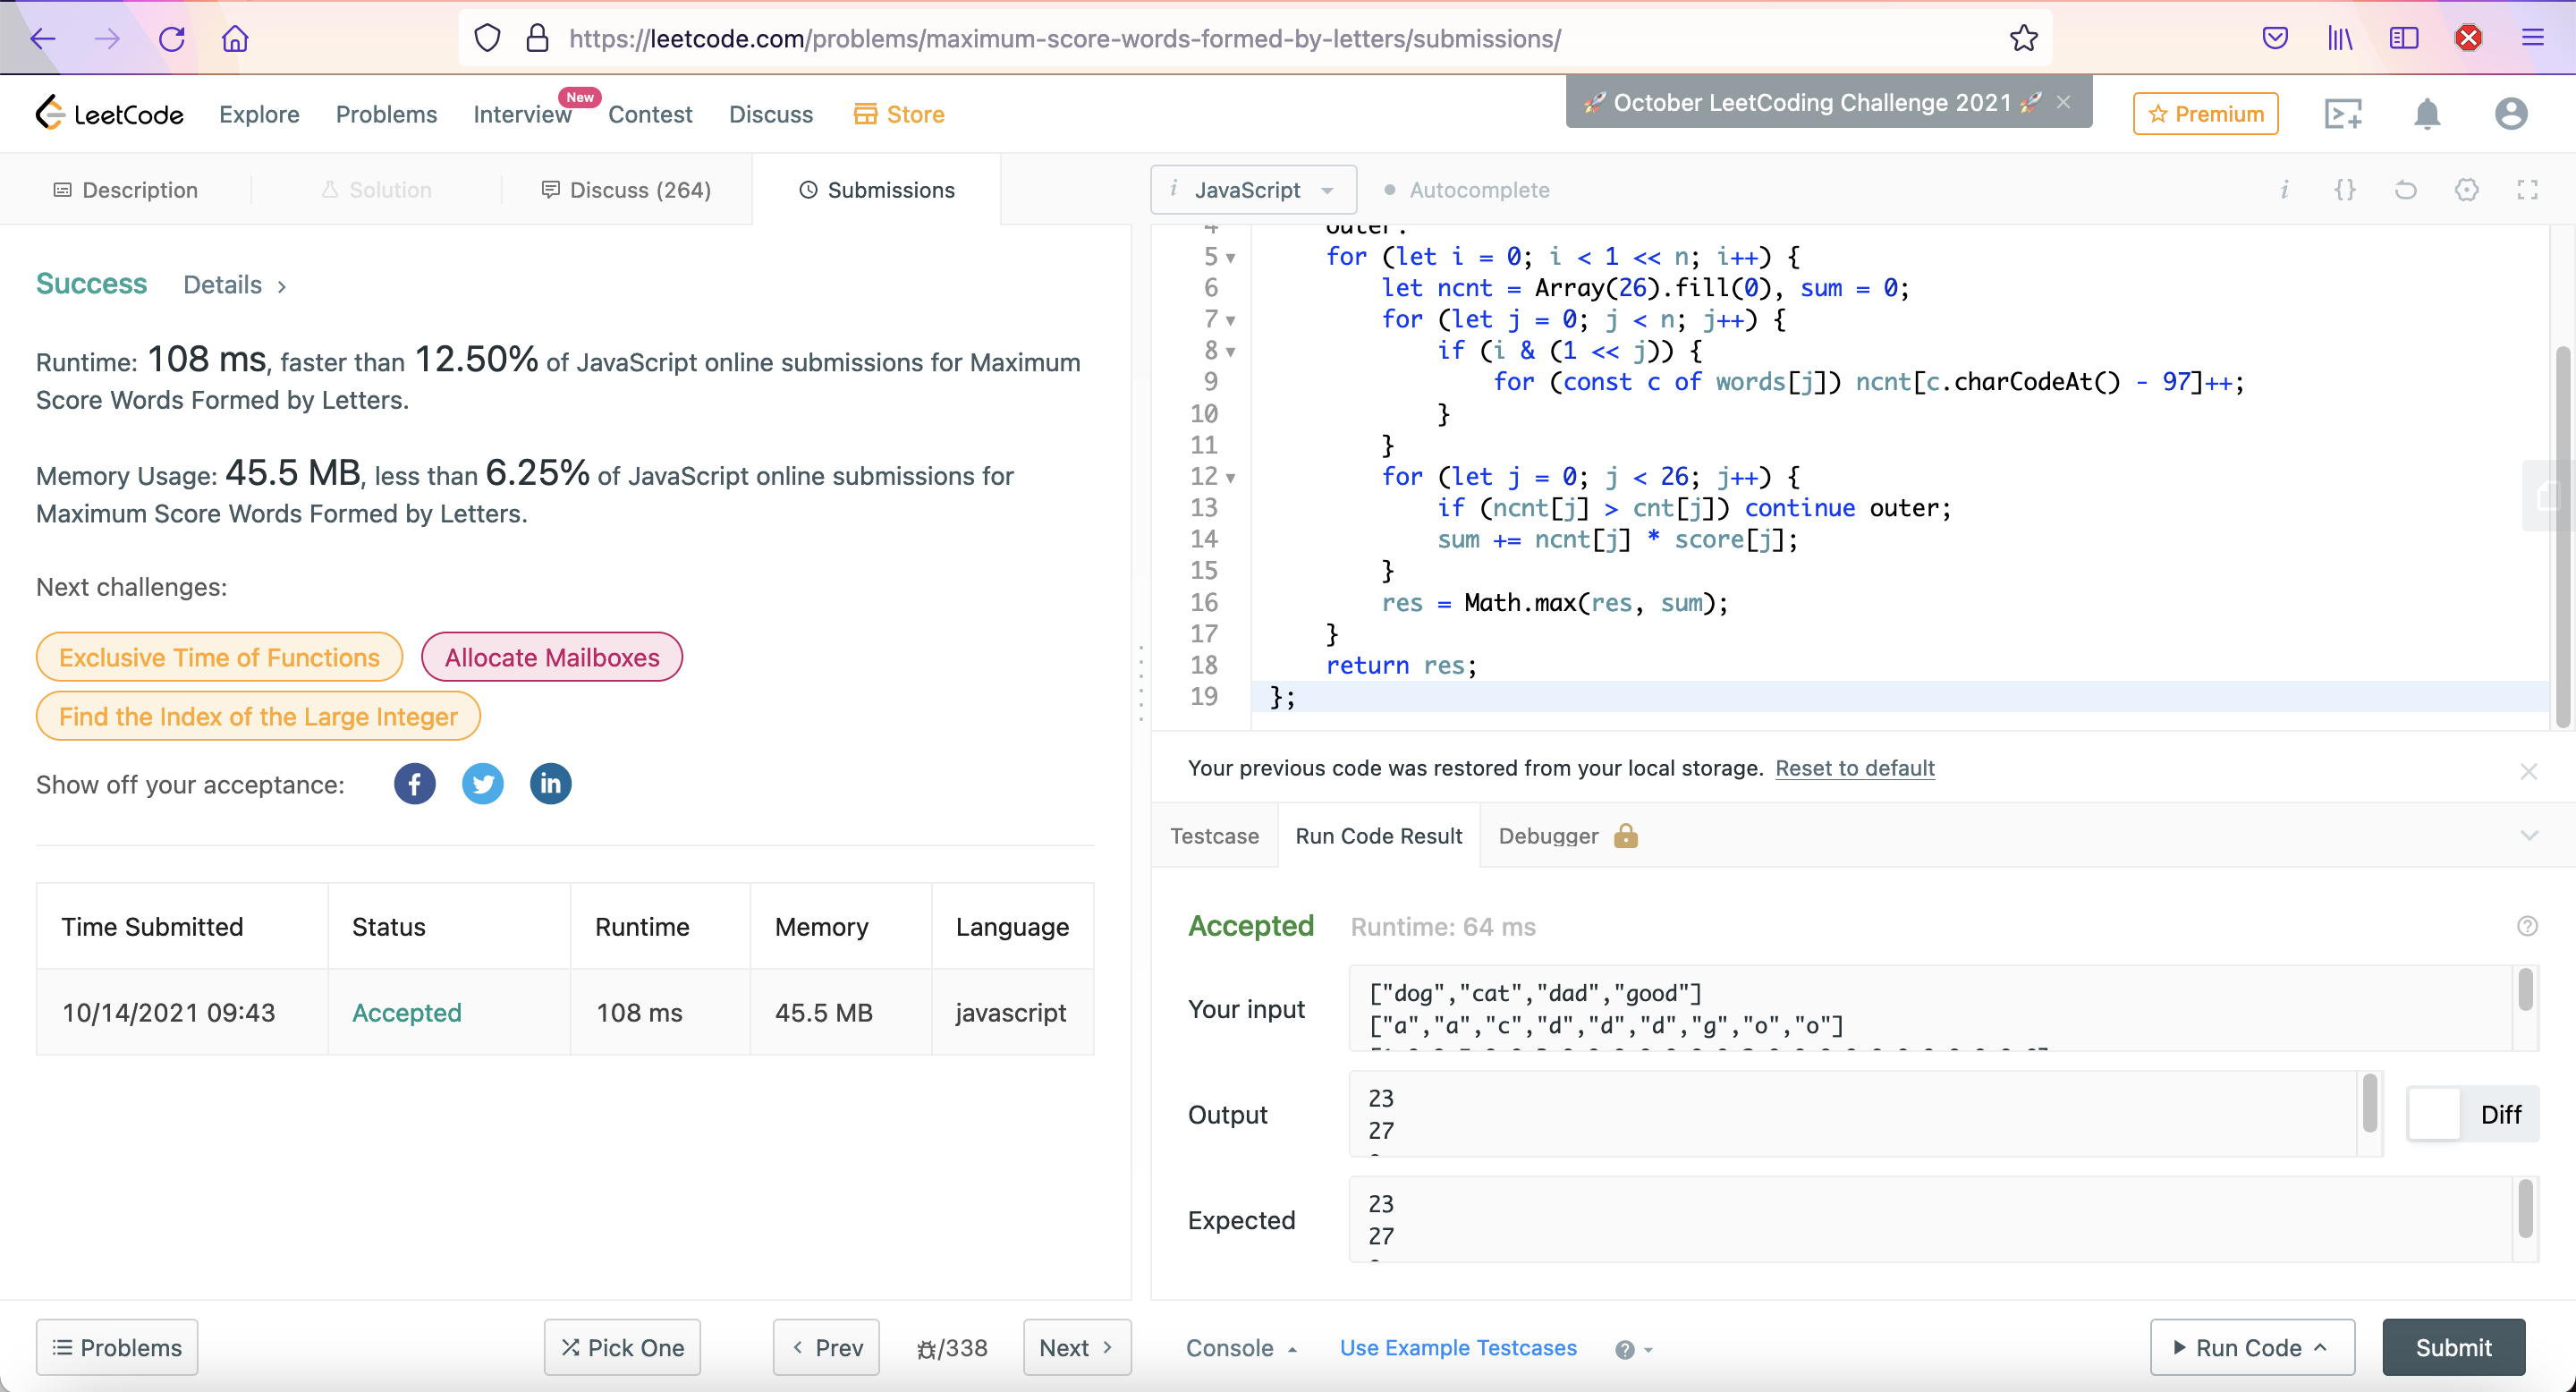 https://leetcode.com/problems/maximum-score-words-formed-by-letters/submissions/
LeetCode
Explore
Problems
Interview
New
Contest
Discuss
Store
🚀 October LeetCoding Challenge 2021 🚀
Premium
Description
Solution
Discuss (264)
Submissions
Success
Details
Runtime: 108 ms, faster than 12.50% of JavaScript online submissions for Maximum
Score Words Formed by Letters.
Memory Usage: 45.5 MB, less than 6.25% of JavaScript online submissions for
Maximum Score Words Formed by Letters.
Next challenges:
Exclusive Time of Functions
Allocate Mailboxes
Find the Index of the Large Integer
Show off your acceptance:
Time Submitted Status Runtime Memory Language
10/14/2021 09:43 Accepted 108 ms 45.5 MB javascript
Problems
Pick One
Prev
/338
Next
i JavaScript
Autocomplete
4 outer:
5 for (let i = 0; i < 1 << n; i++) {
6 let ncnt = Array(26).fill(0), sum = 0;
7 for (let j = 0; j < n; j++) {
8 if (i & (1 << j)) {
9 for (const c of words[j]) ncnt[c.charCodeAt() - 97]++;
10 }
11 }
12 for (let j = 0; j < 26; j++) {
13 if (ncnt[j] > cnt[j]) continue outer;
14 sum += ncnt[j] * score[j];
15 }
16 res = Math.max(res, sum);
17 }
18 return res;
19 };
Your previous code was restored from your local storage. Reset to default
Testcase
Run Code Result
Debugger
Accepted Runtime: 64 ms
Your input
["dog","cat","dad","good"]
["a","a","c","d","d","d","g","o","o"]
Output
23
27
Diff
Expected
23
27
Console
Use Example Testcases
Run Code
Submit